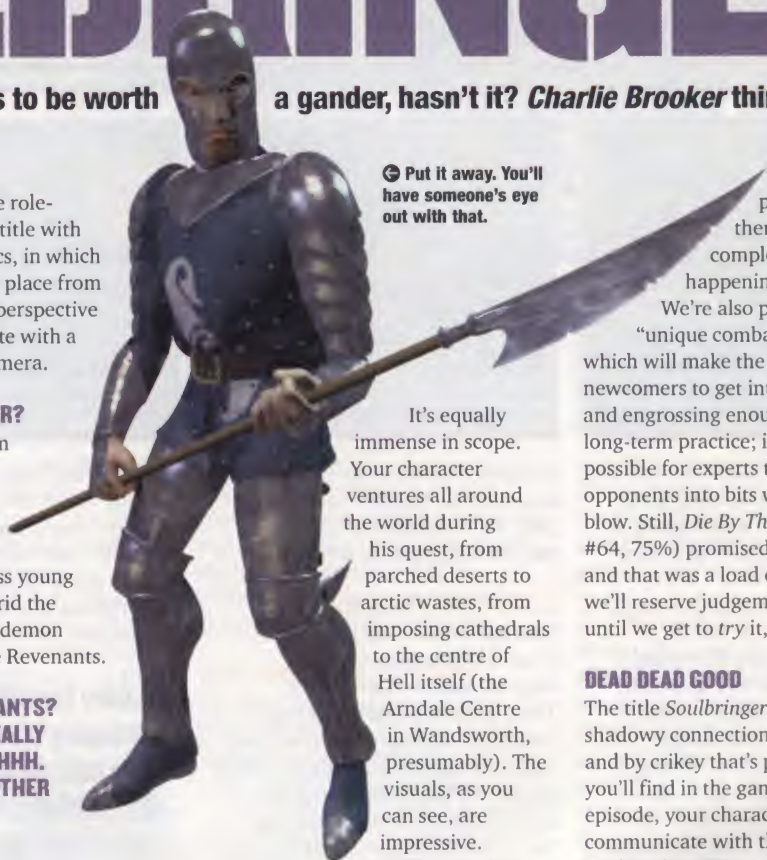 s to be worth a gander, hasn't it? Charlie Brooker thin
← Put it away. You'll
have someone's eye
out with that.
e role-
title with
cs, in which
place from
perspective
te with a
mera.
R?
m
ss young
rid the
demon
e Revenants.
ANTS?
ALLY
HHH.
THER
It's equally
immense in scope.
Your character
ventures all around
the world during
his quest, from
parched deserts to
arctic wastes, from
imposing cathedrals
to the centre of
Hell itself (the
Arndale Centre
in Wandsworth,
presumably). The
visuals, as you
can see, are
impressive.
p
ther
comple
happenin
We're also p
"unique comba
which will make the
newcomers to get int
and engrossing enou
long-term practice; i
possible for experts t
opponents into bits w
blow. Still, Die By Th
#64, 75%) promised
and that was a load o
we'll reserve judgem
until we get to try it,
DEAD DEAD GOOD
The title Soulbringer
shadowy connection
and by crikey that's p
you'll find in the gan
episode, your charac
communicate with th